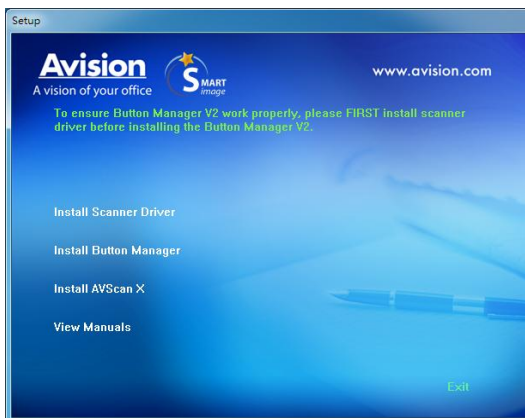 Setup
Avision
A vision of your office
SMART
image
www.avision.com
To ensure Button Manager V2 work properly, please FIRST install scanner
driver before installing the Button Manager V2.
Install Scanner Driver
Install Button Manager
Install AVScan X
View Manuals
Exit